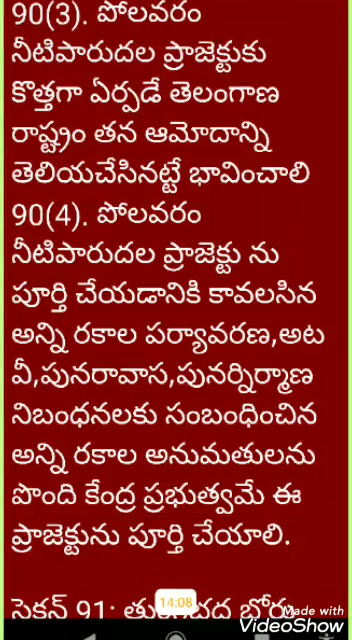 90(3). పోలవరం
నీటిపారుదల ప్రాజెక్టుకు
కొత్తగా ఏర్పడే తెలంగాణ
రాష్ట్రం తన ఆమోదాన్ని
తెలియచేసినట్టే భావించాలి
90(4). పోలవరం
నీటిపారుదల ప్రాజెక్టు ను
పూర్తి చేయడానికి కావలసిన
అన్ని రకాల పర్యావరణ,అట
వీ,పునరావాస,పునర్నిర్మాణ
నిబంధనలకు సంబంధించిన
అన్ని రకాల అనుమతులను
పొంది కేంద్ర ప్రభుత్వమే ఈ
ప్రాజెక్టును పూర్తి చేయాలి.
91:
14:08
Made with
VideoShow